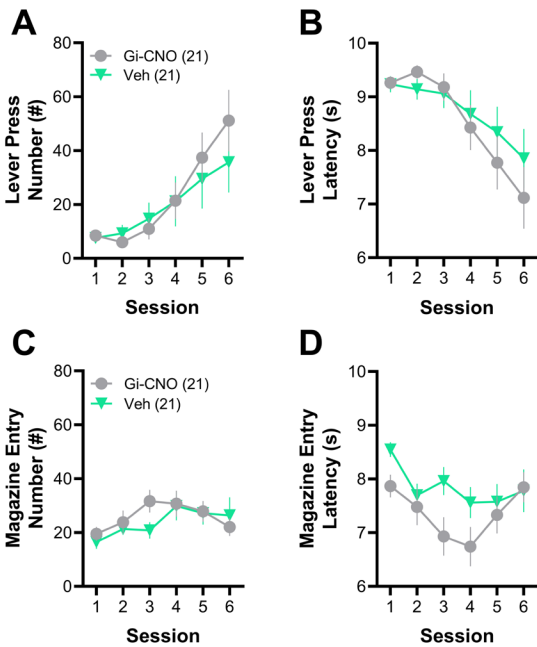 A
Lever Press
Number (#)
80
60
40
20
0
Gi-CNO (21)
Veh (21)
1 2 3 4 5 6
Session
B
Lever Press
Latency (s)
10
9
8
7
6
1 2 3 4 5 6
Session
C
Magazine Entry
Number (#)
80
60
40
20
0
Gi-CNO (21)
Veh (21)
1 2 3 4 5 6
Session
D
Magazine Entry
Latency (s)
10
9
8
7
6
1 2 3 4 5 6
Session